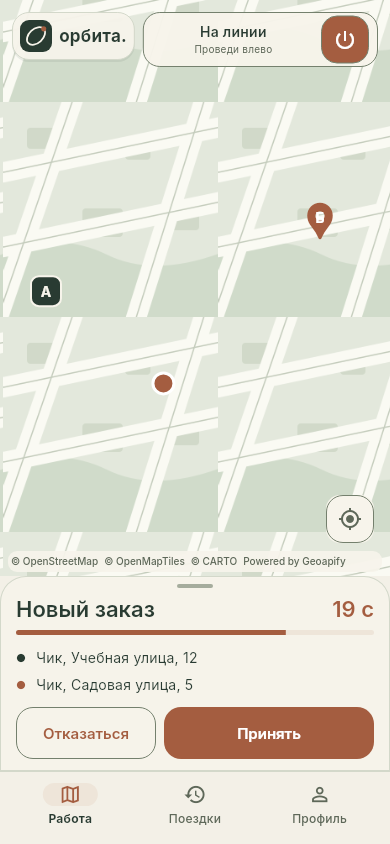 орбита.
На линии
Проведи влево
A
© OpenStreetMap © OpenMapTiles © CARTO Powered by Geoapify
Новый заказ
19 с
Чик, Учебная улица, 12
Чик, Садовая улица, 5
Отказаться
Принять
Работа
Поездки
Профиль